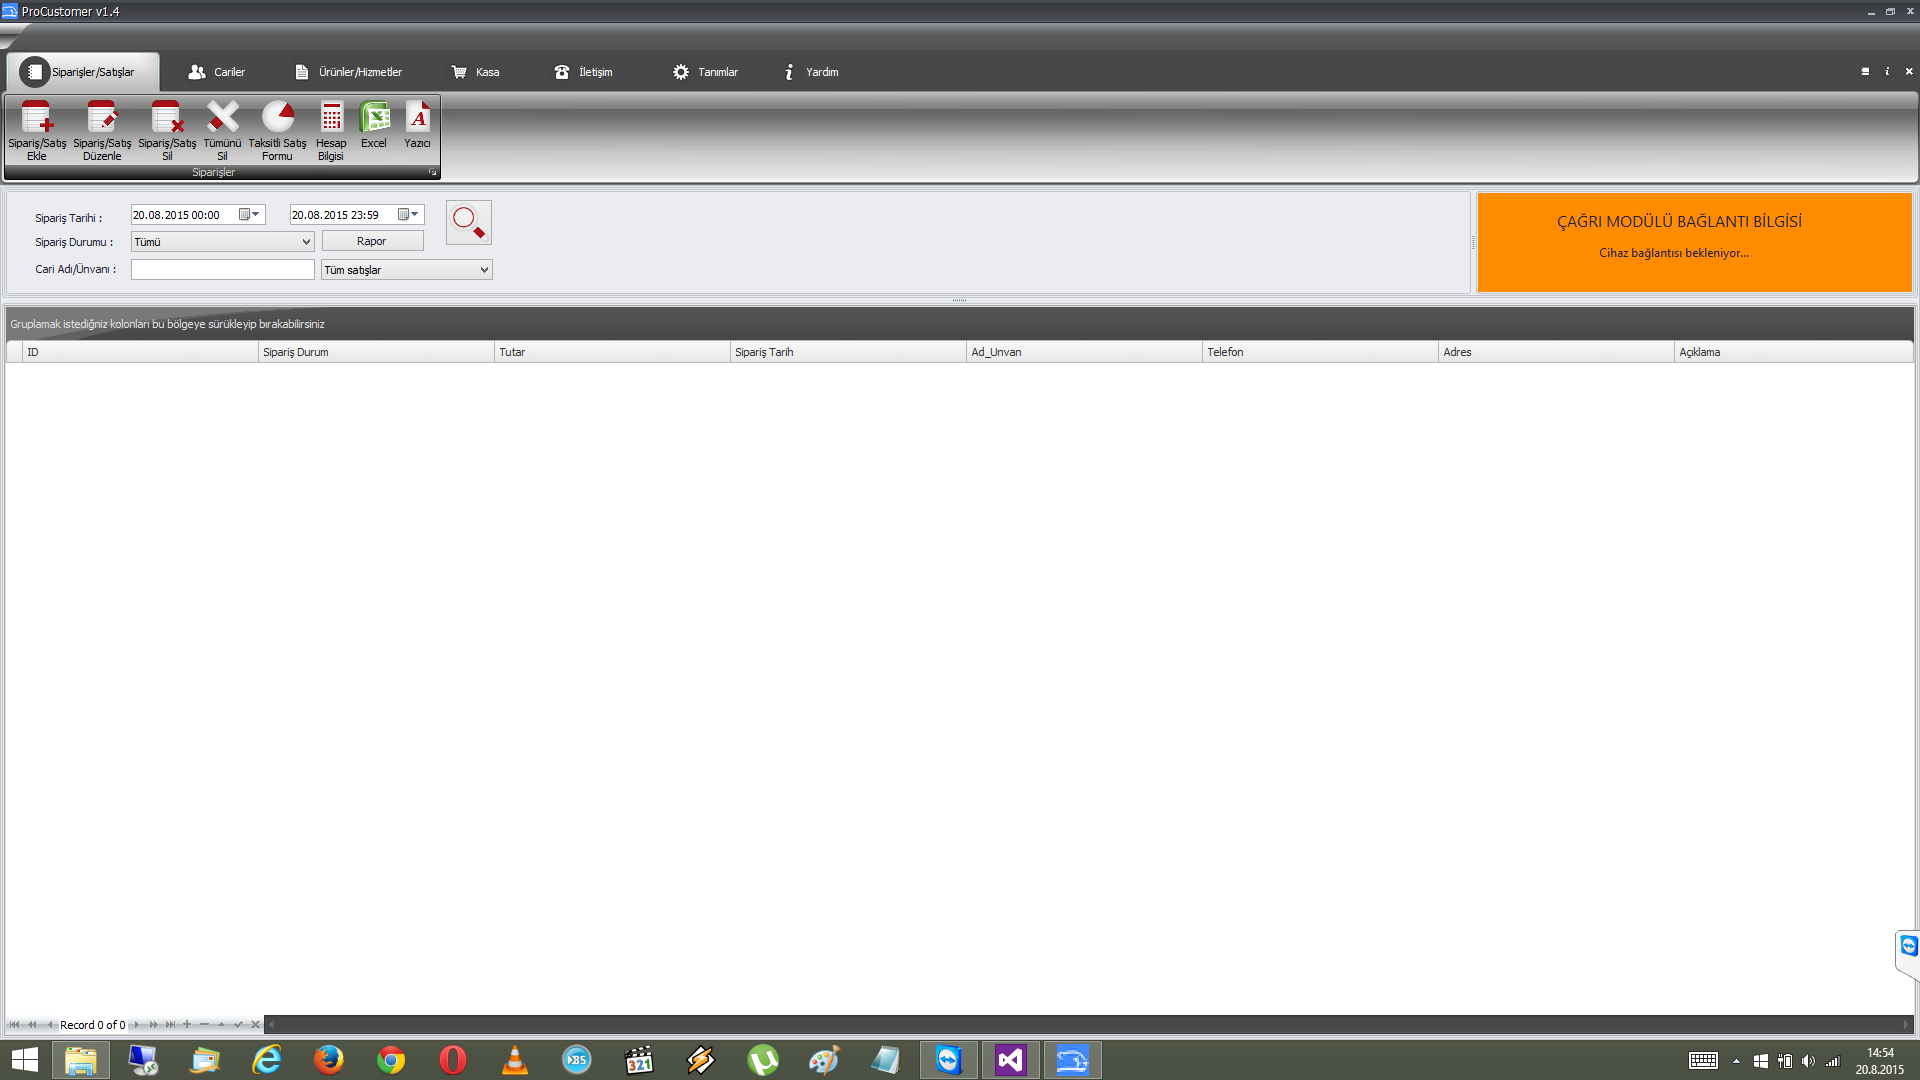 ProCustomer v1.4
Siparişler/Satışlar
Cariler
Ürünler/Hizmetler
Kasa
İletişim
Tanımlar
Yardım
Sipariş/Satış Ekle
Sipariş/Satış Düzenle
Sipariş/Satış Sil
Tümünü Sil
Taksitli Satış Formu
Hesap Bilgisi
Excel
Yazıcı
Siparişler
Sipariş Tarihi :
20.08.2015 00:00
20.08.2015 23:59
Sipariş Durumu :
Tümü
Rapor
Cari Adı/Ünvanı :
Tüm satışlar
ÇAĞRI MODÜLÜ BAĞLANTI BİLGİSİ
Cihaz bağlantısı bekleniyor...
Gruplamak istediğniz kolonları bu bölgeye sürükleyip bırakabilirsiniz
ID
Sipariş Durum
Tutar
Sipariş Tarih
Ad_Unvan
Telefon
Adres
Açıklama
Record 0 of 0
BS
321
14:54
20.8.2015